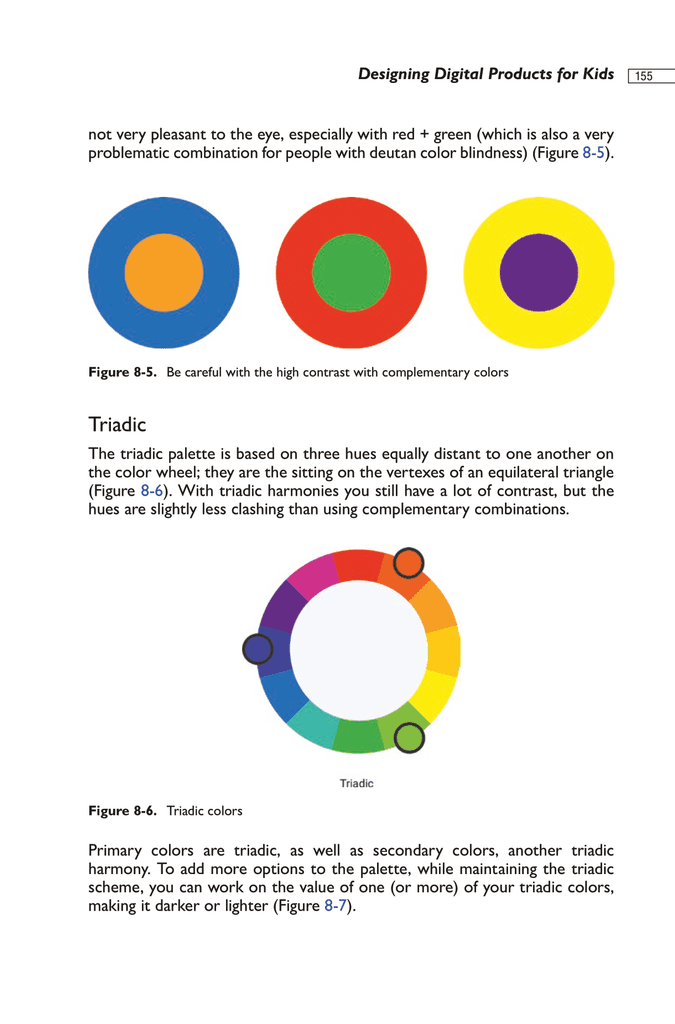 Designing Digital Products for Kids 155
not very pleasant to the eye, especially with red + green (which is also a very
problematic combination for people with deutan color blindness) (Figure 8-5).
Figure 8-5. Be careful with the high contrast with complementary colors
Triadic
The triadic palette is based on three hues equally distant to one another on
the color wheel; they are the sitting on the vertexes of an equilateral triangle
(Figure 8-6). With triadic harmonies you still have a lot of contrast, but the
hues are slightly less clashing than using complementary combinations.
Triadic
Figure 8-6. Triadic colors
Primary colors are triadic, as well as secondary colors, another triadic
harmony. To add more options to the palette, while maintaining the triadic
scheme, you can work on the value of one (or more) of your triadic colors,
making it darker or lighter (Figure 8-7).